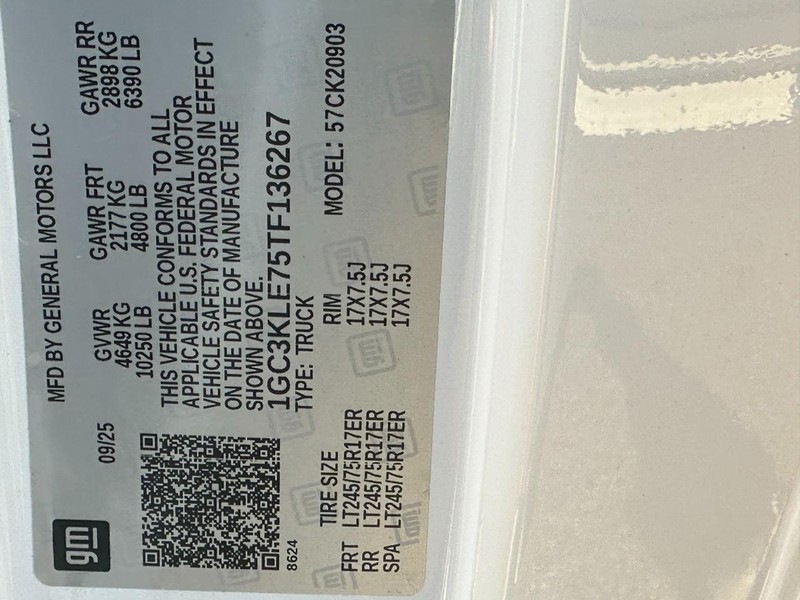 gm
09/25
MFD BY GENERAL MOTORS LLC
GVWR GAWR FRT GAWR RR
4649 KG 2177 KG 2898 KG
10250 LB 4800 LB 6390 LB
THIS VEHICLE CONFORMS TO ALL
APPLICABLE U.S. FEDERAL MOTOR
VEHICLE SAFETY STANDARDS IN EFFECT
ON THE DATE OF MANUFACTURE
SHOWN ABOVE.
1GC3KLE75TF136267
8624
TYPE: TRUCK MODEL: 57CK20903
TIRE SIZE RIM
FRT LT245/75R17ER 17X7.5J
RR LT245/75R17ER 17X7.5J
SPA LT245/75R17ER 17X7.5J